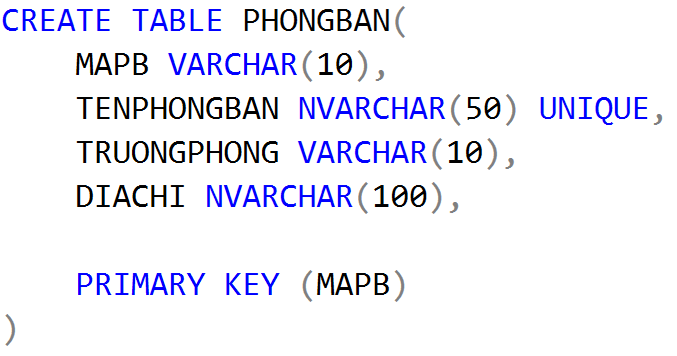 CREATE TABLE PHONGBAN(
MAPB VARCHAR(10),
TENPHONGBAN NVARCHAR(50) UNIQUE,
TRUONGPHONG VARCHAR(10),
DIACHI NVARCHAR(100),
PRIMARY KEY (MAPB)
)